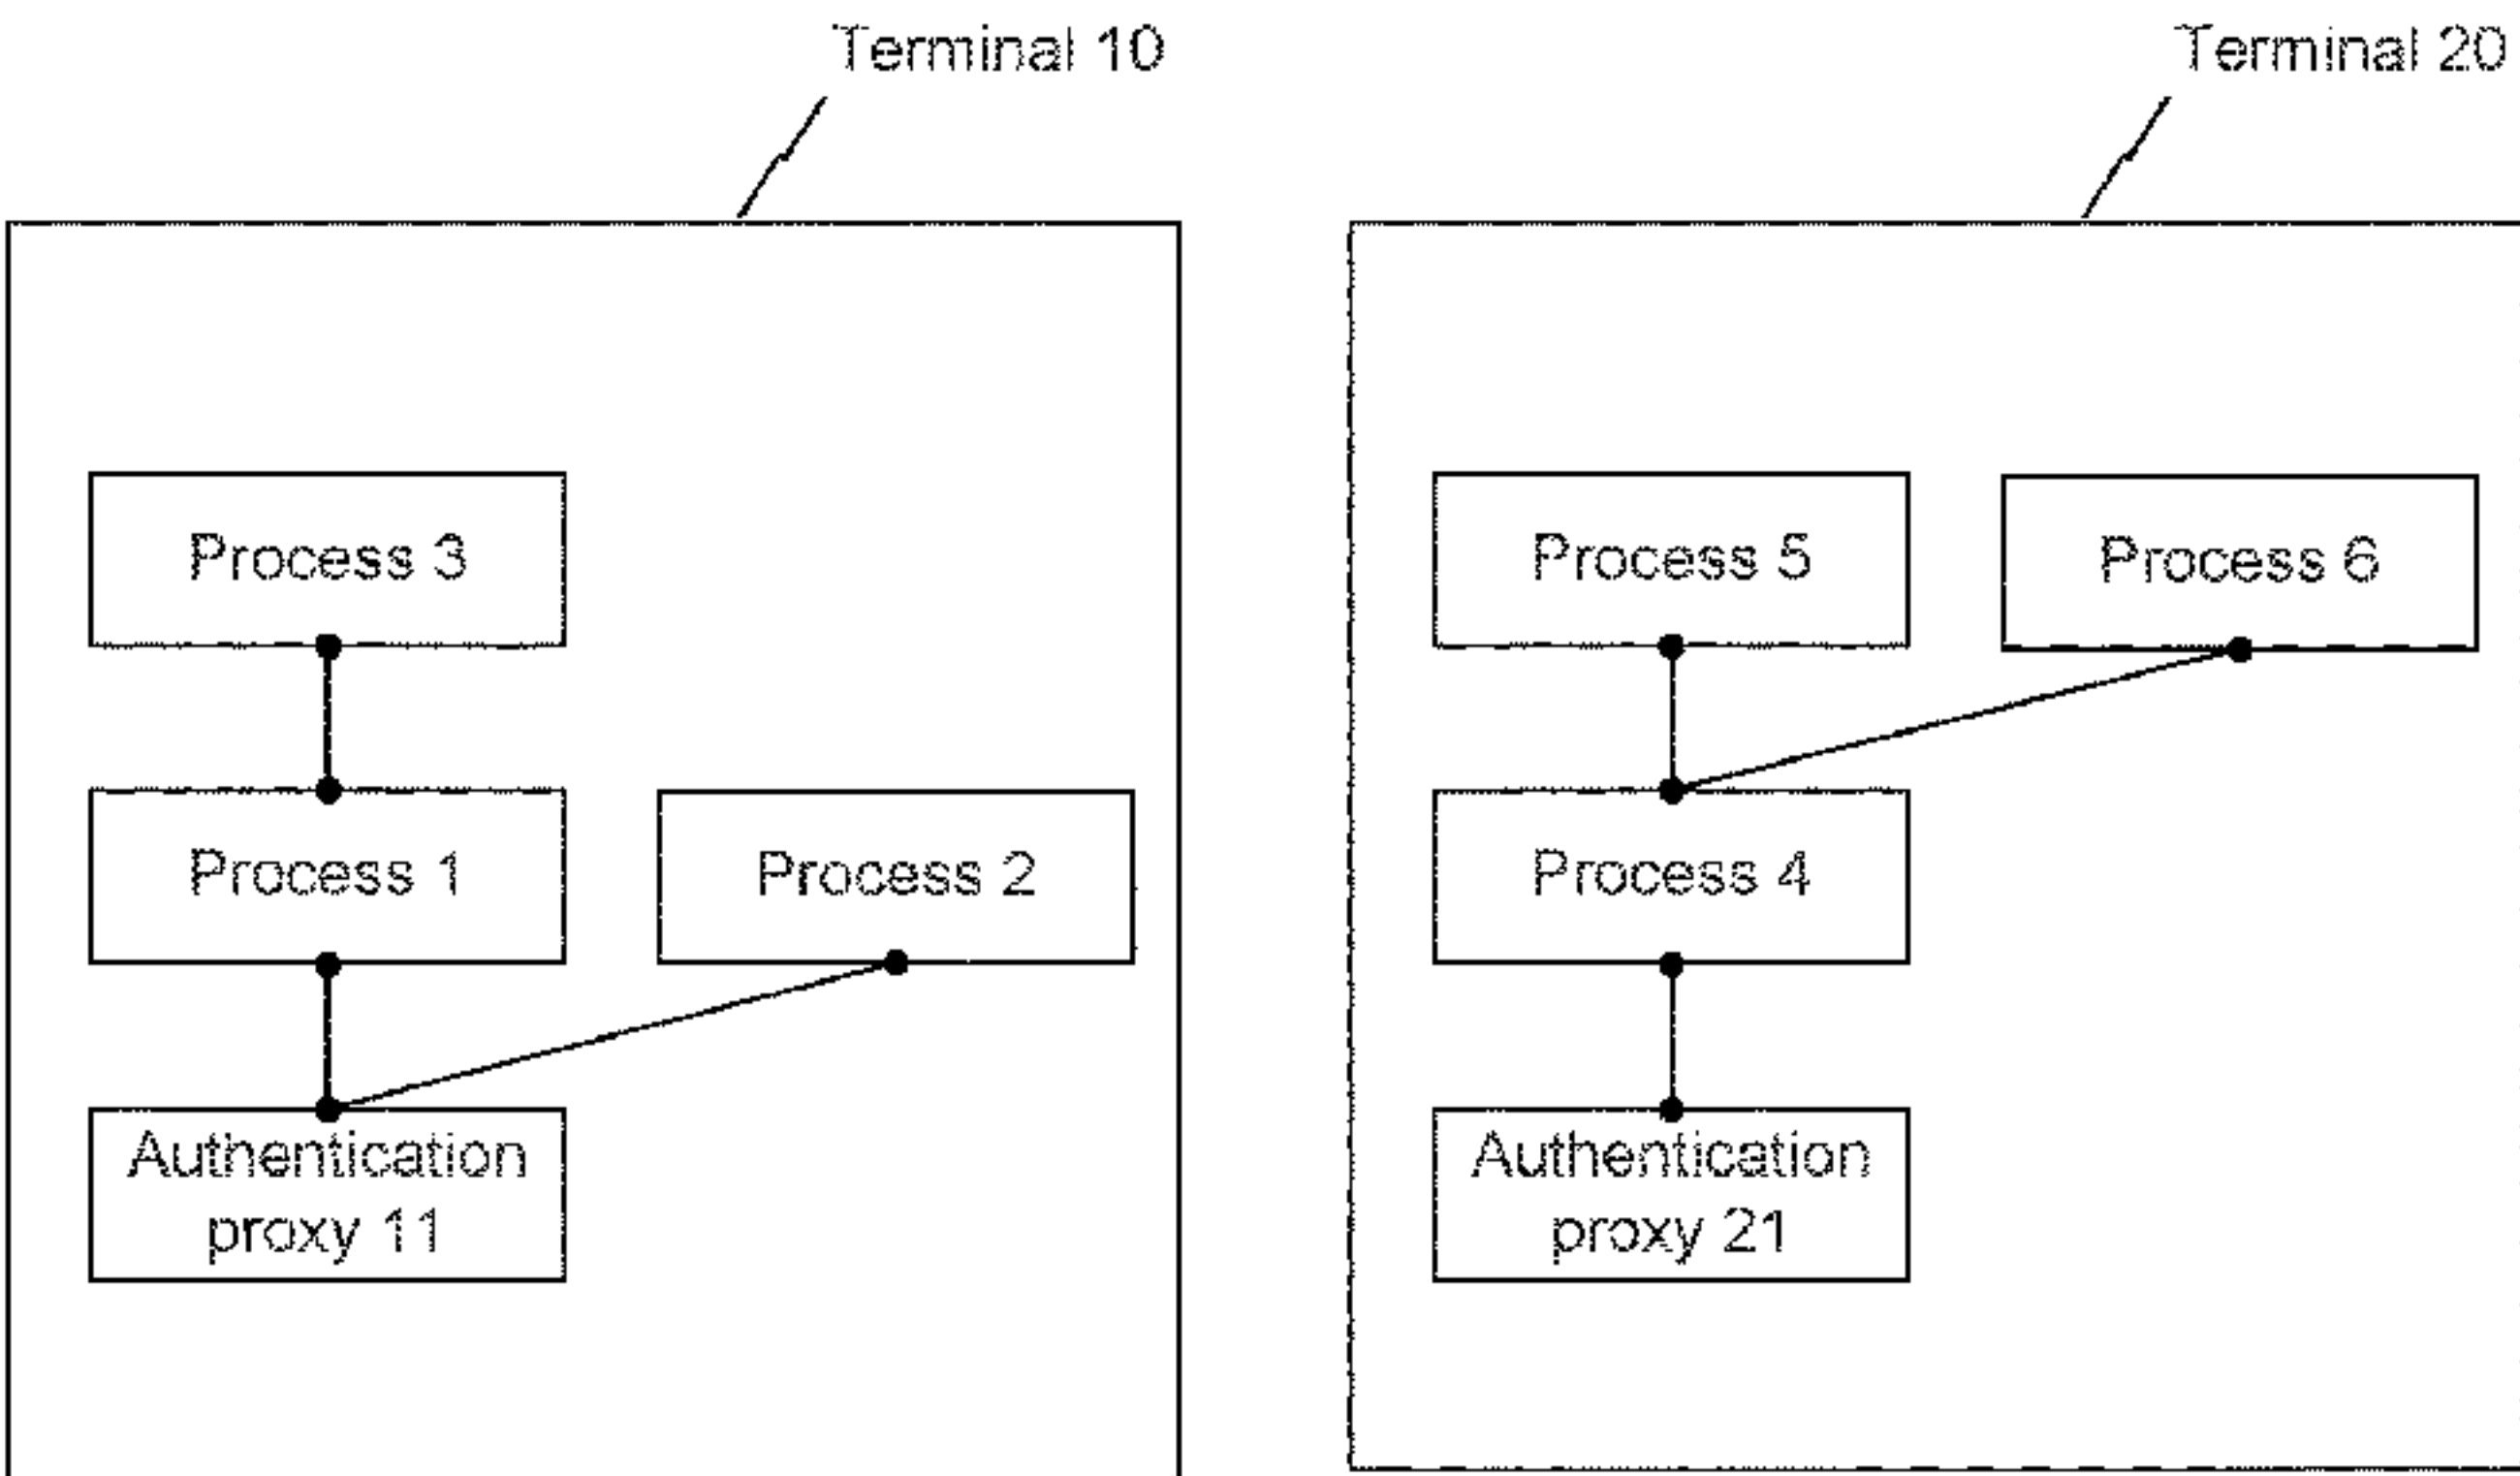 Terminal 10
Terminal 20
Process 3
Process 1
Process 2
Authentication
proxy 11
Process 5
Process 6
Process 4
Authentication
proxy 21